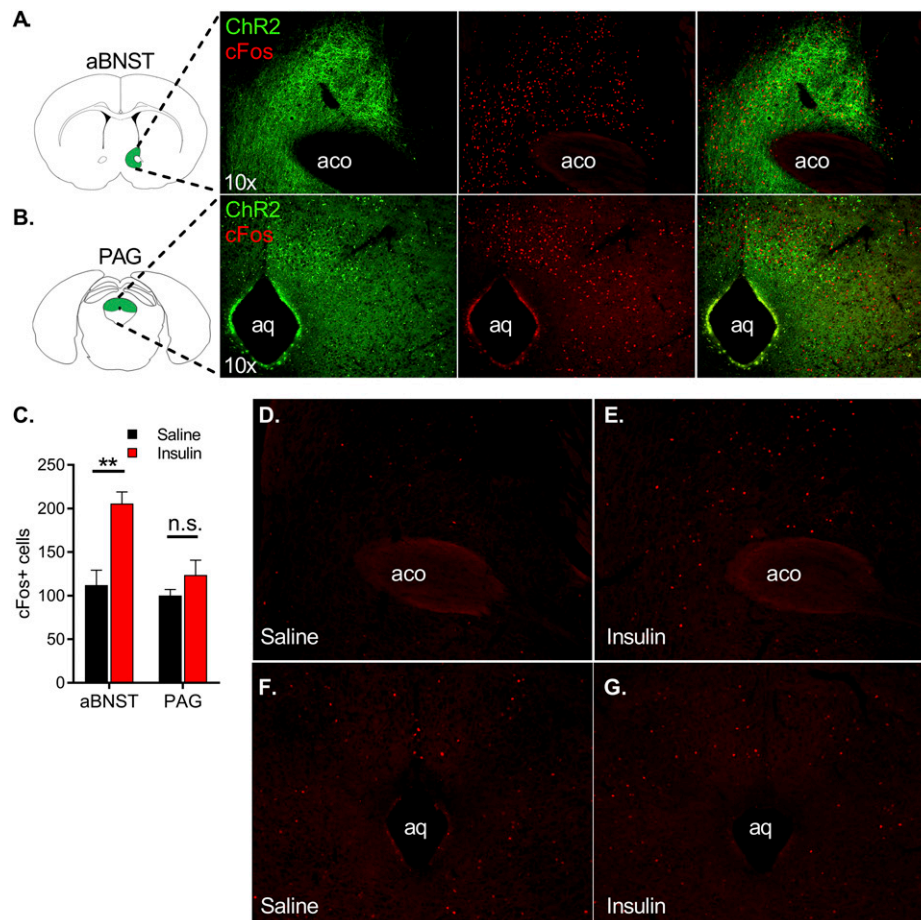 A.
aBNST
ChR2
cFos
aco
aco
aco
10x
B.
PAG
ChR2
cFos
aq
aq
aq
10x
C.
Saline
Insulin
250
200
150
100
50
0
**
n.s.
cFos+ cells
aBNST PAG
D.
aco
Saline
E.
aco
Insulin
F.
aq
Saline
G.
aq
Insulin